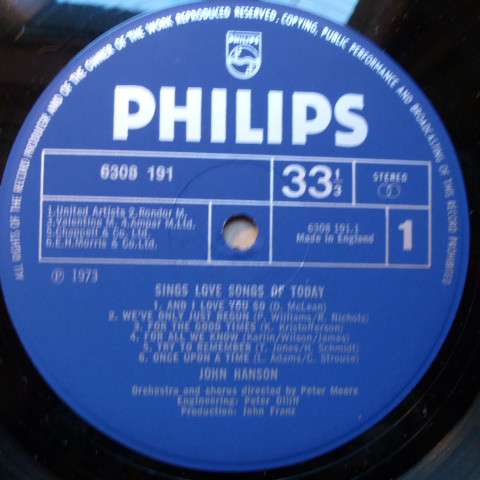 ALL RIGHTS OF THE RECORD PRODUCER AND OF THE OWNER OF THE WORK REPRODUCED RESERVED. COPYING, PUBLIC PERFORMANCE AND BROADCASTING OF THIS RECORD PROHIBITED
PHILIPS
PHILIPS
6308 191
33 1/3
STEREO
1.United Artists 2.Rondor M.
3.Valentine M. 4.Ampar M.Ltd.
5.Chappell & Co. Ltd.
6.E.H.Morris & Co.Ltd.
6308 191.1
Made in England
1
℗ 1973
SINGS LOVE SONGS OF TODAY
1. AND I LOVE YOU SO (D. McLean)
2. WE'VE ONLY JUST BEGUN (P. Williams/R. Nichols)
3. FOR THE GOOD TIMES (K. Kristofferson)
4. FOR ALL WE KNOW (Karlin/Wilson/James)
5. TRY TO REMEMBER (T. Jones/H. Schmidt)
6. ONCE UPON A TIME (L. Adams/C. Strouse)
JOHN HANSON
Orchestra and chorus directed by Peter Moore
Engineering: Peter Olliff
Production: John Franz